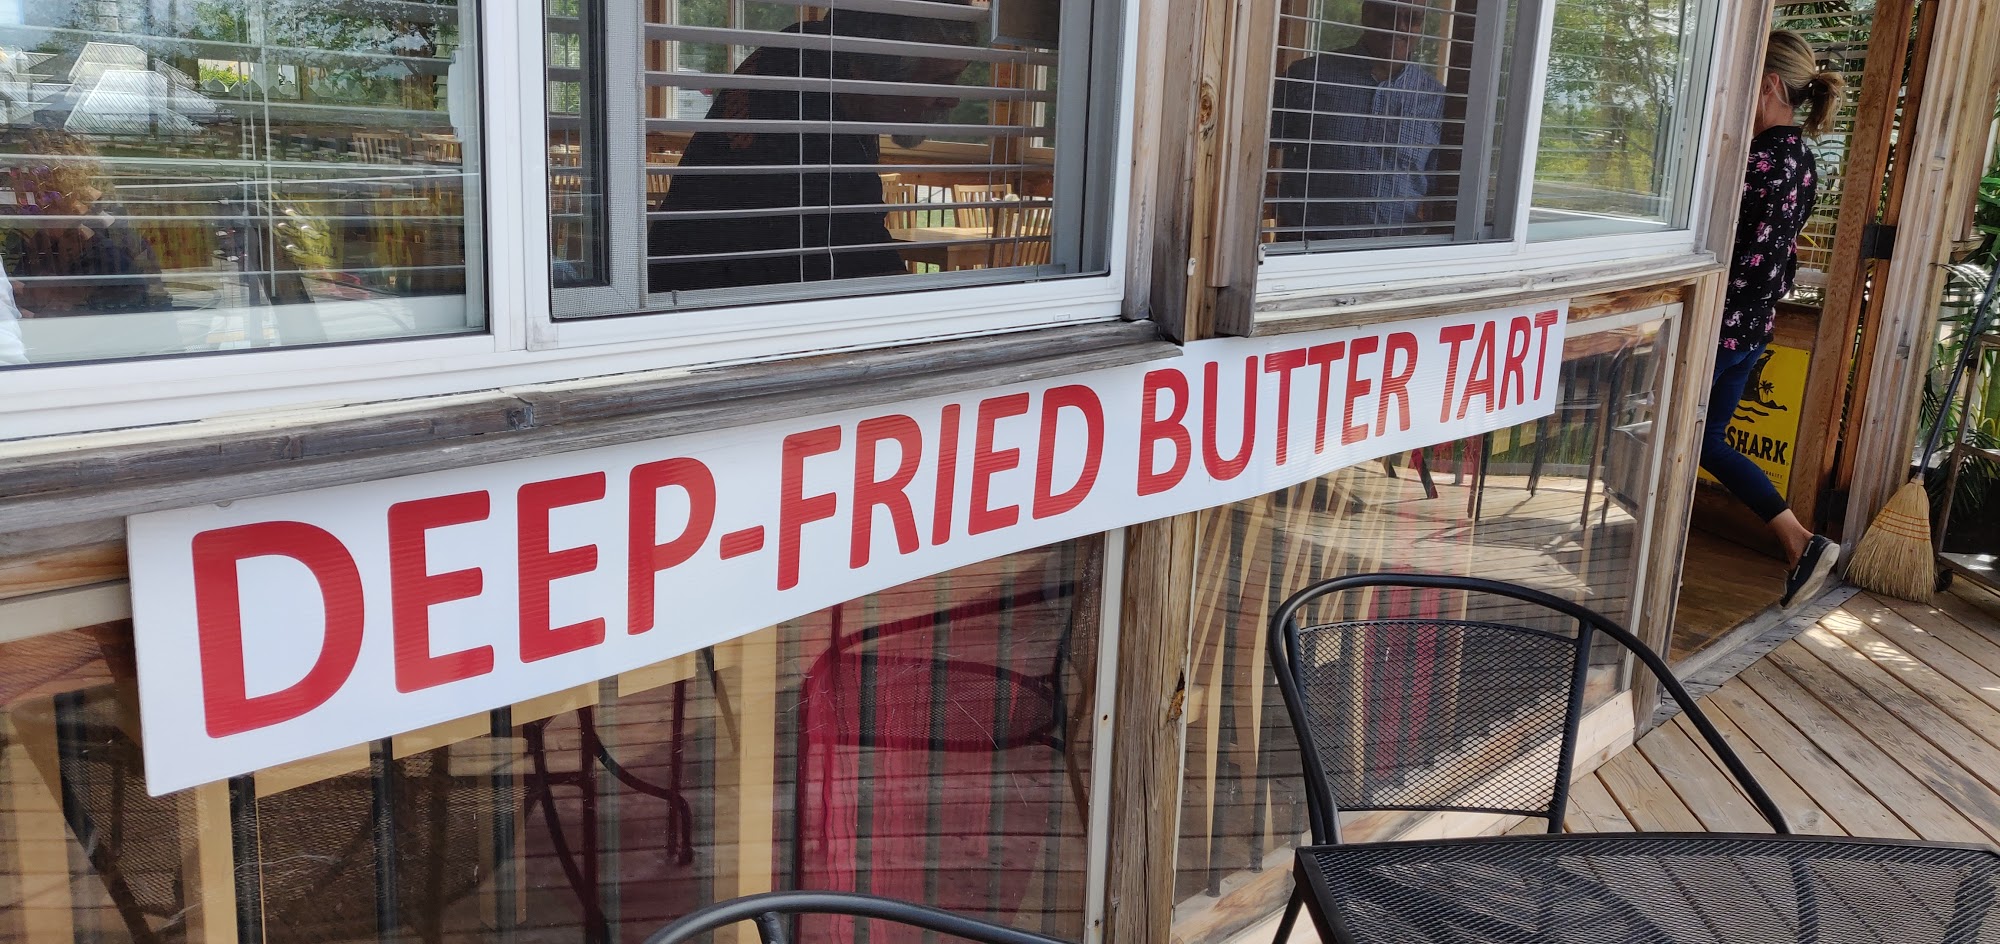 DEEP-FRIED BUTTER TART
SHARK